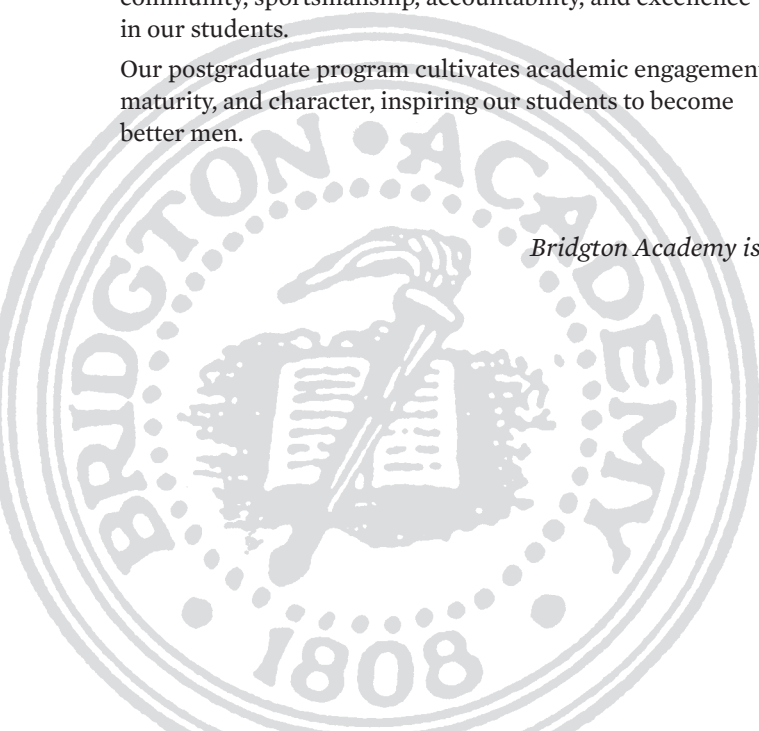 community, sportsmanship, accountability, and excellence
in our students.
Our postgraduate program cultivates academic engagement
maturity, and character, inspiring our students to become
better men.
Bridgton Academy is
BRIDGTON • ACADEMY
• 1808 •